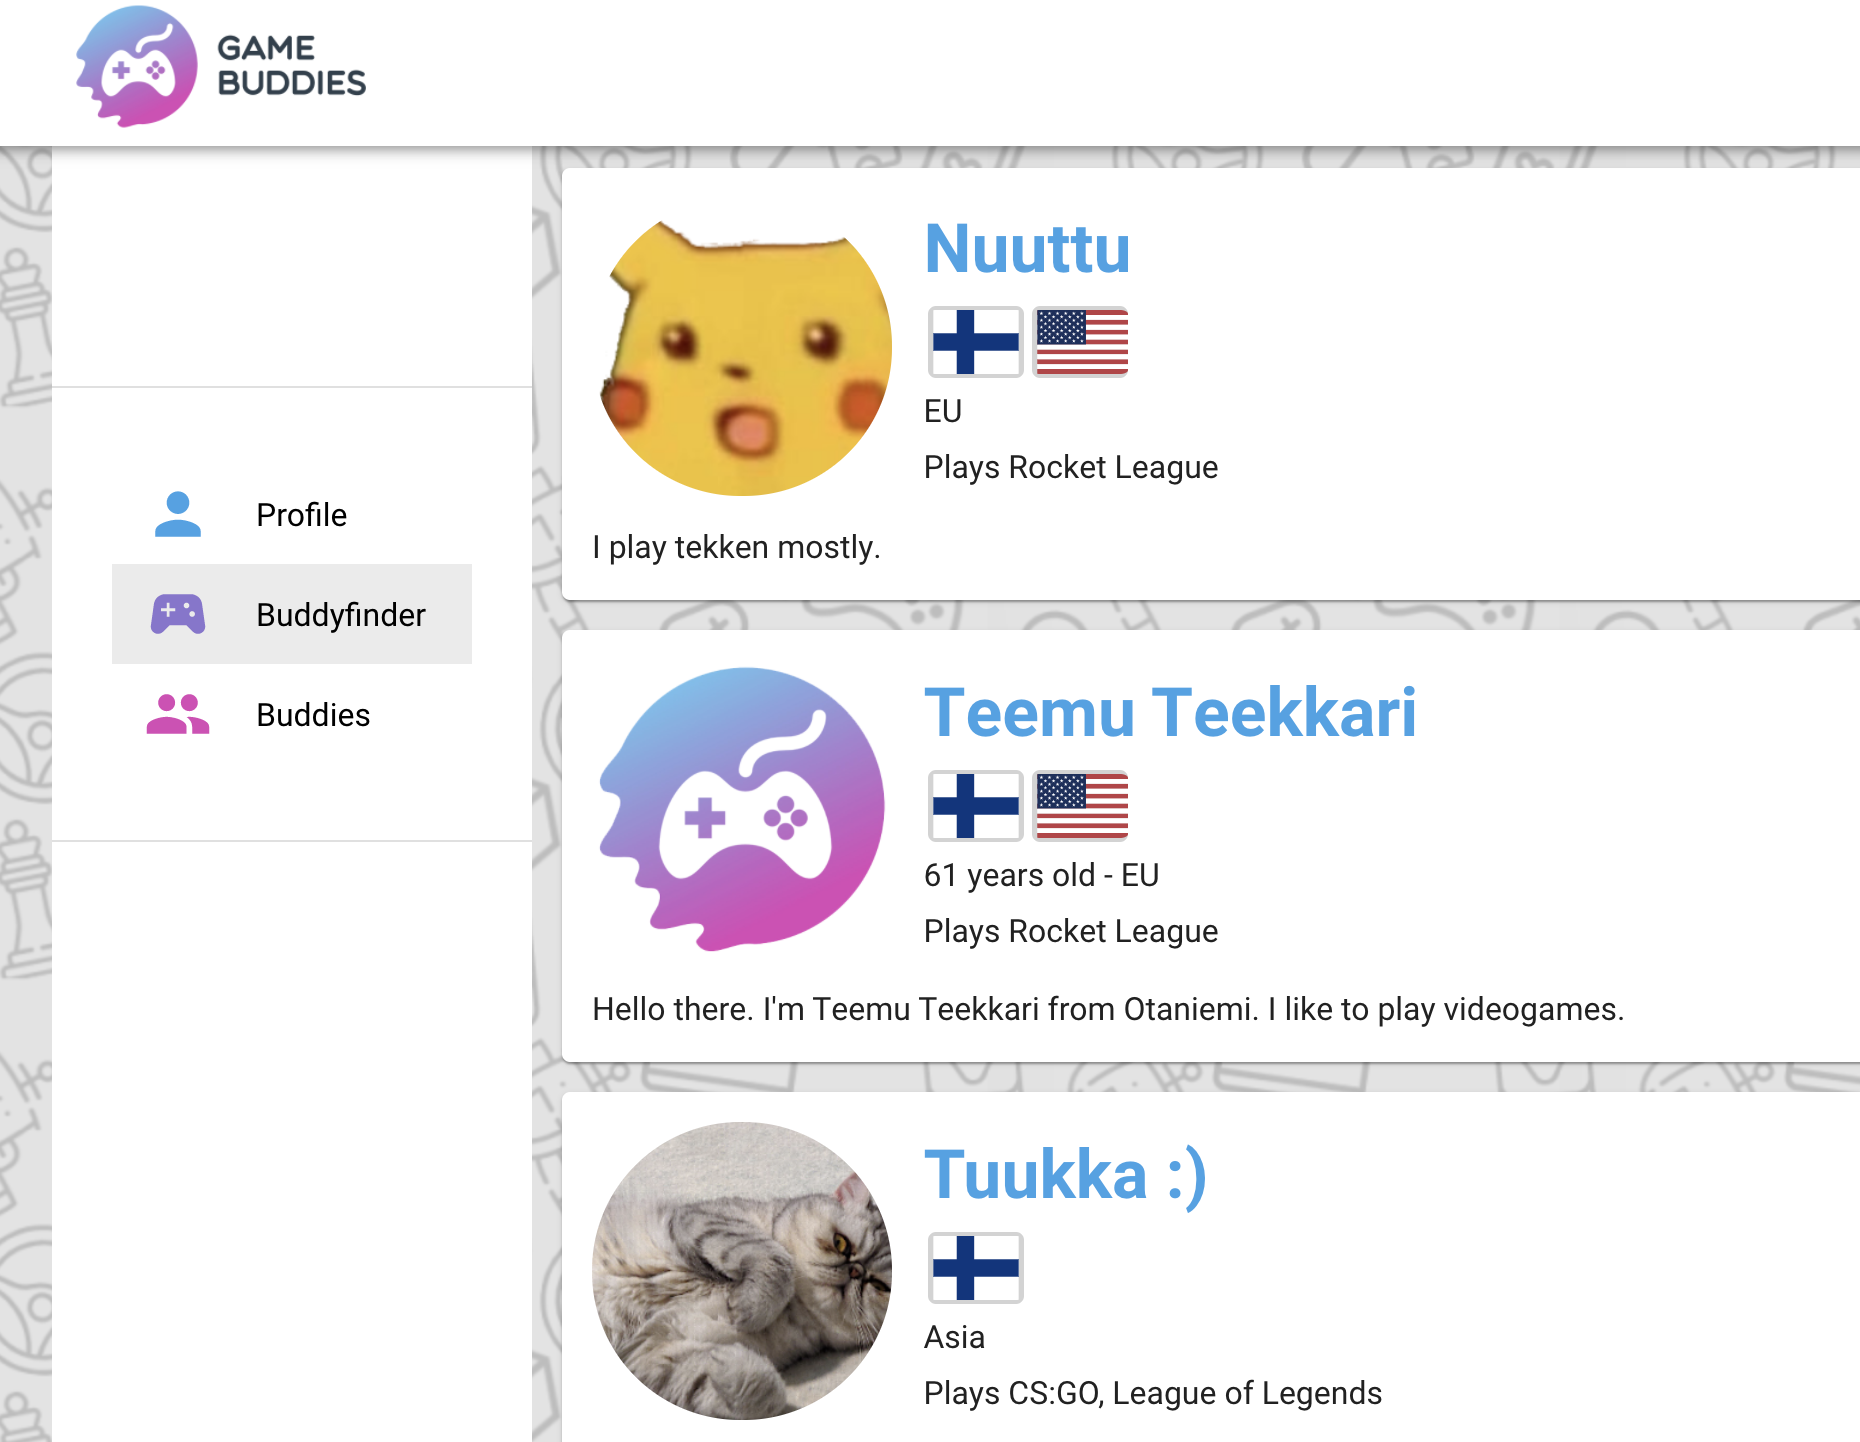 GAME
BUDDIES
Profile
Buddyfinder
Buddies
Nuuttu
EU
Plays Rocket League
I play tekken mostly.
Teemu Teekkari
61 years old - EU
Plays Rocket League
Hello there. I'm Teemu Teekkari from Otaniemi. I like to play videogames.
Tuukka :)
Asia
Plays CS:GO, League of Legends